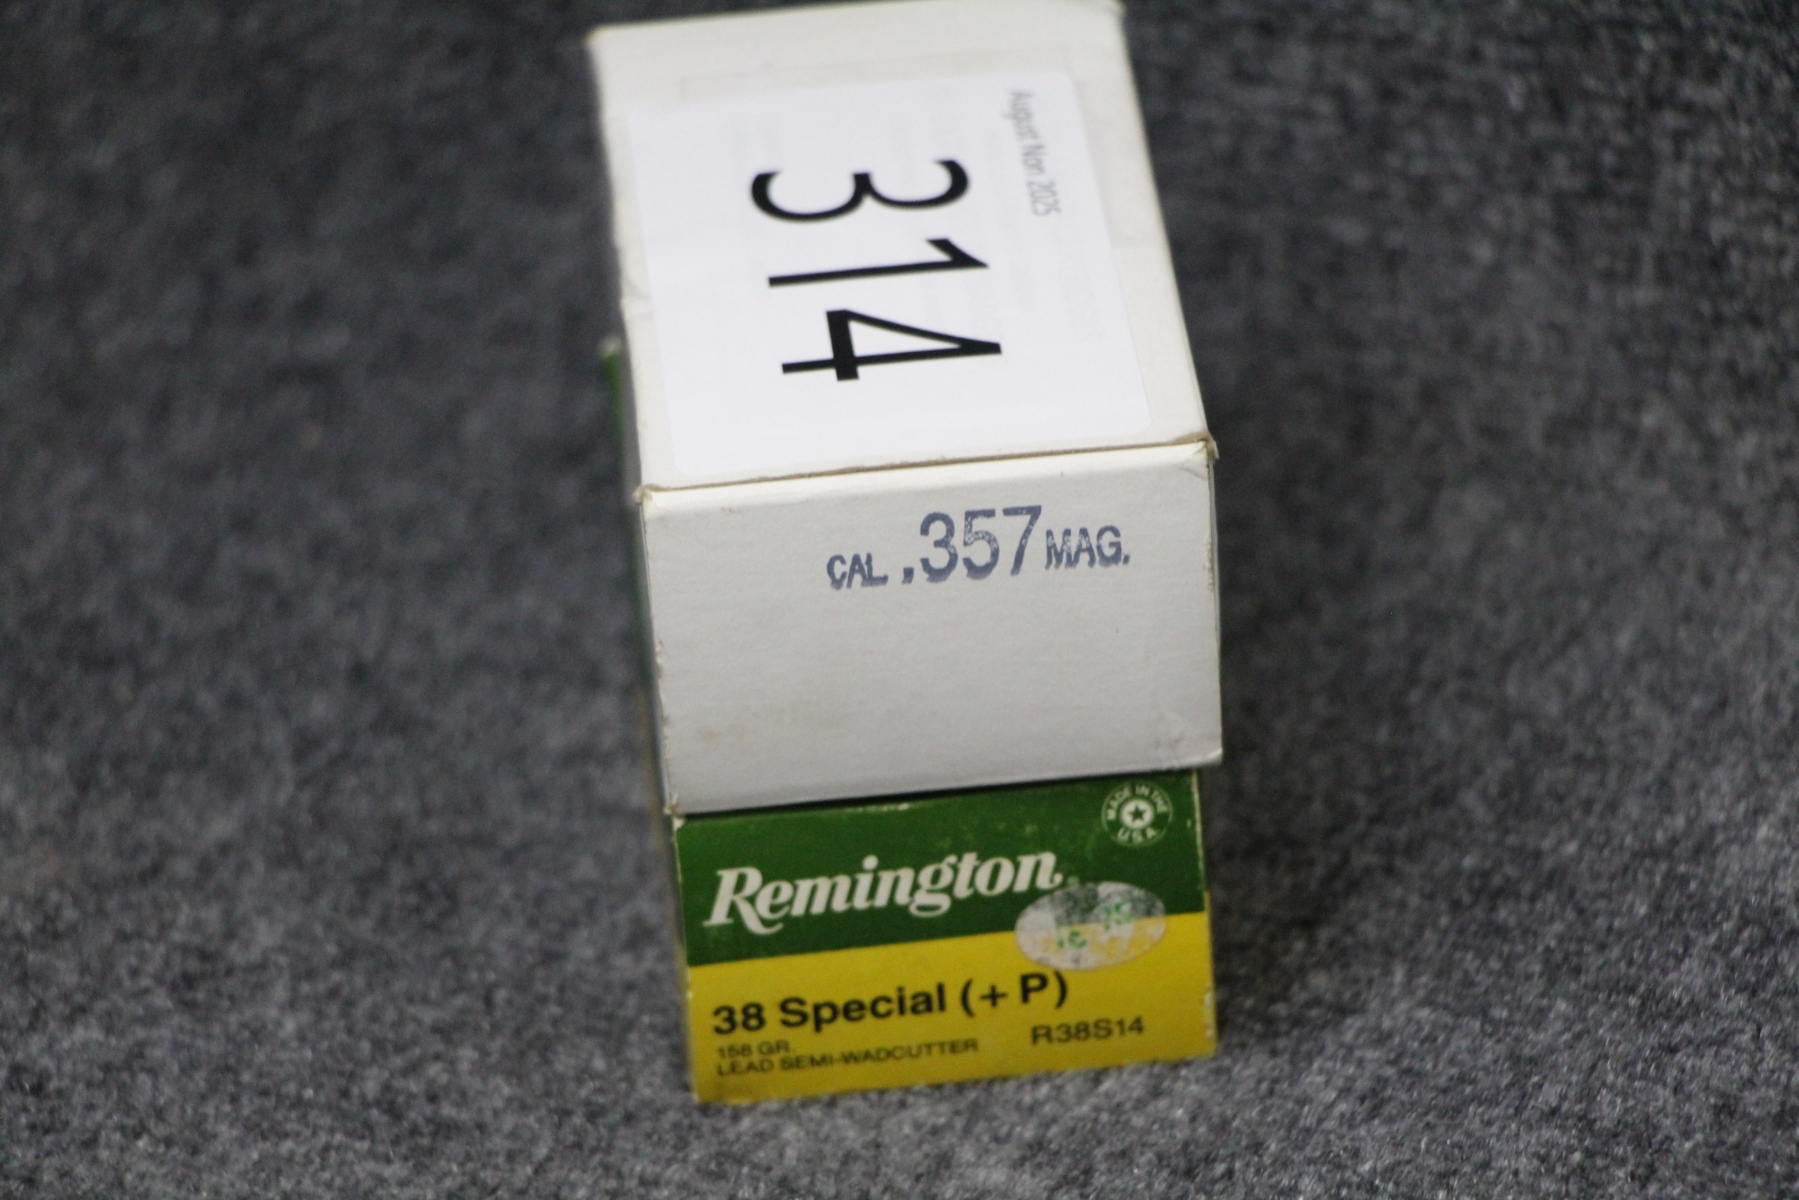 August Non 2025
314
CAL .357 MAG.
MADE IN THE
U.S.A.
Remington
38 Special (+ P)
158 GR.
LEAD SEMI-WADCUTTER
R38S14